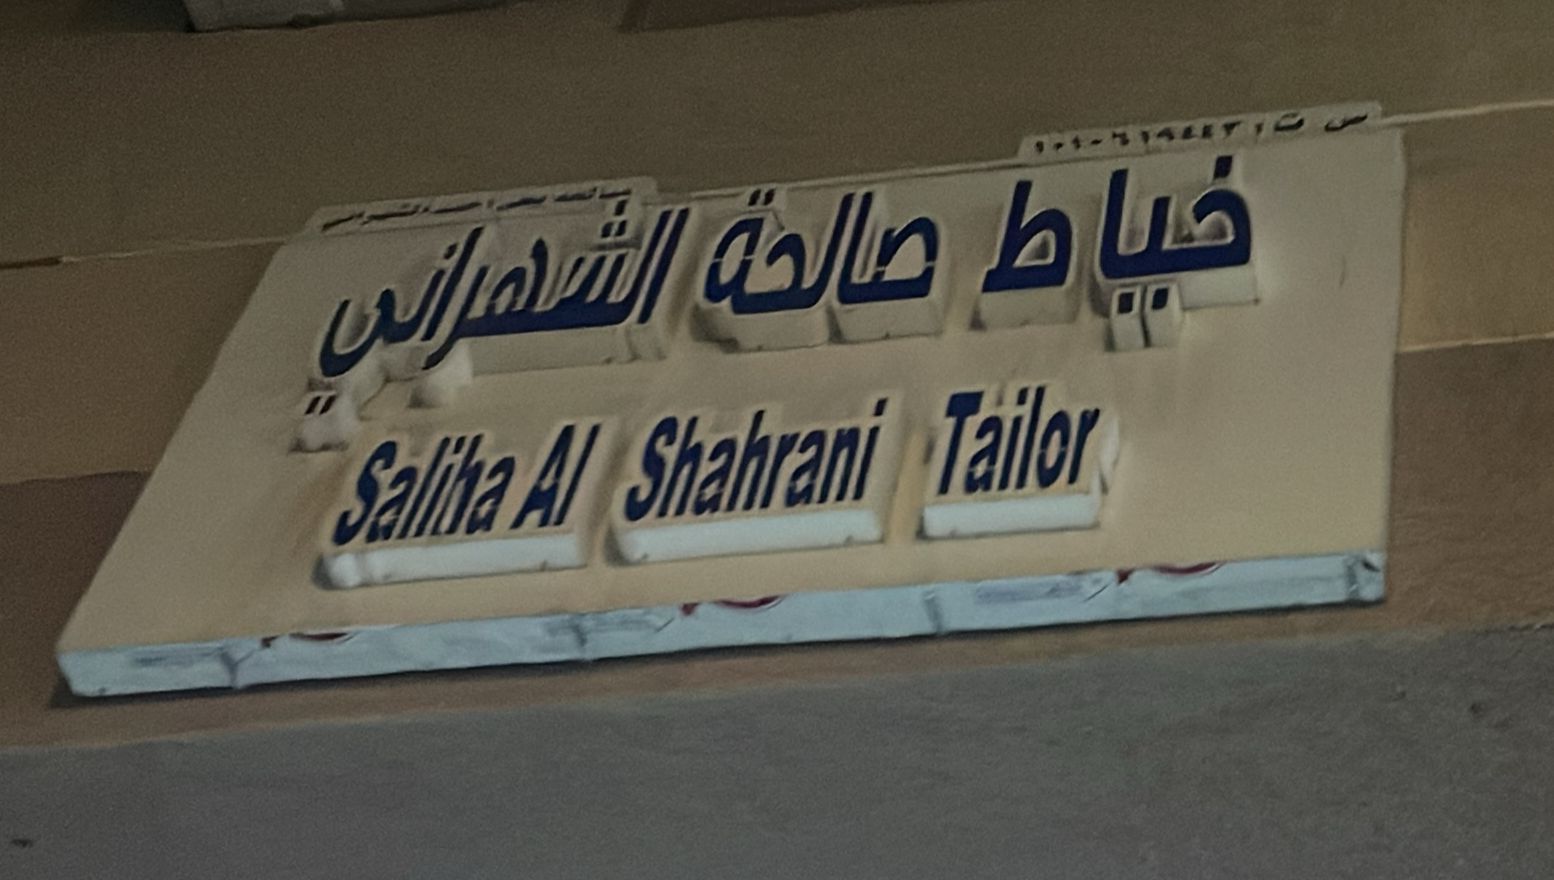 س ت :
خياط صالحة الشهراني
Saliha Al Shahrani Tailor